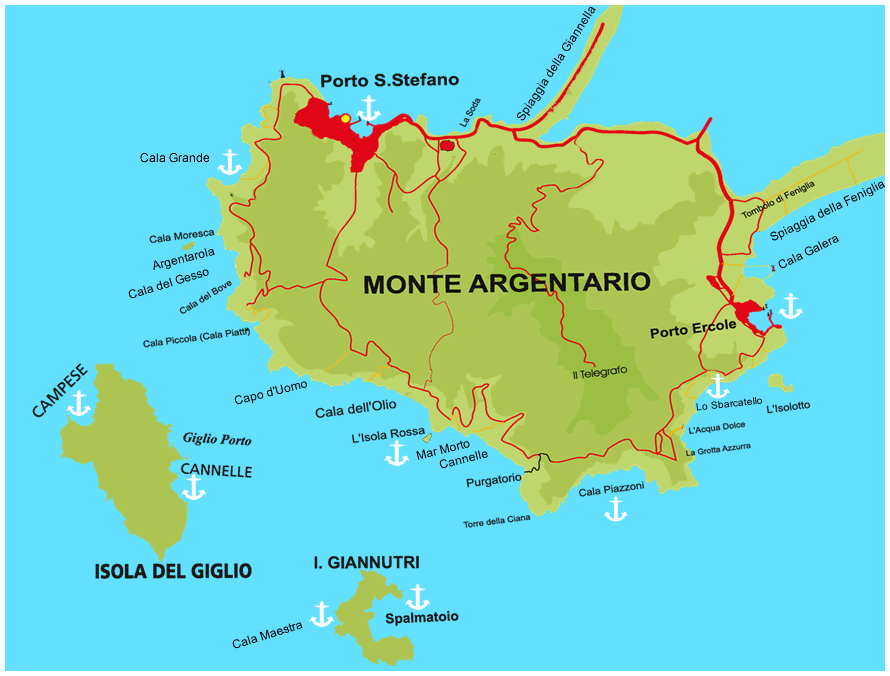 Spiaggia della Giannella
Porto S.Stefano
La Soda
Cala Grande
Tombolo di Feniglia
Spiaggia della Feniglia
Cala Moresca
Argentarola
Cala Galera
Cala del Gesso
MONTE ARGENTARIO
Cala del Bove
Porto Ercole
Cala Piccola (Cala Piatti)
Il Telegrafo
CAMPESE
Capo d'Uomo
Cala dell'Olio
Lo Sbarcatello
L'Isolotto
L'Isola Rossa
L'Acqua Dolce
Giglio Porto
Mar Morto
Cannelle
La Grotta Azzurra
CANNELLE
Purgatorio
Cala Piazzoni
Torre della Ciana
ISOLA DEL GIGLIO
I. GIANNUTRI
Spalmatoio
Cala Maestra